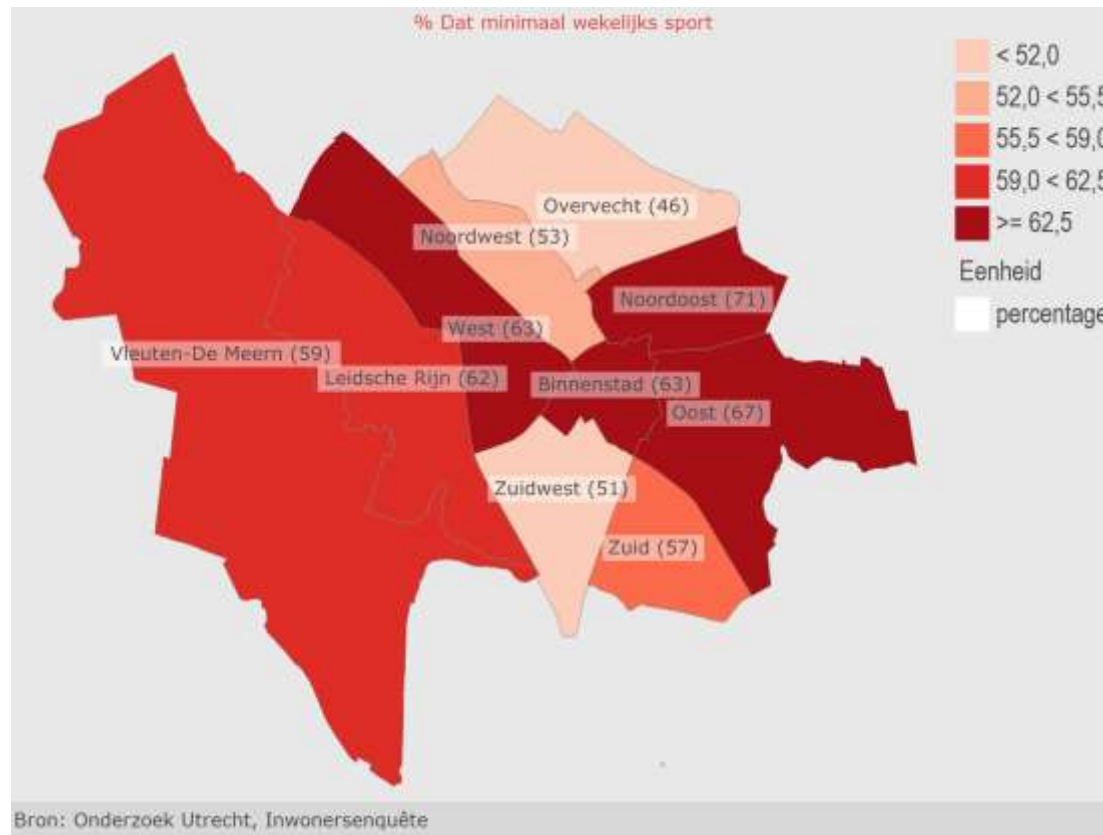 % Dat minimaal wekelijks sport
< 52,0
52,0 < 55,5
55,5 < 59,0
59,0 < 62,5
>= 62,5
Eenheid
percentage
Overvecht (46)
Noordwest (53)
Noordoost (71)
West (63)
Vleuten-De Meern (59)
Leidsche Rijn (62)
Binnenstad (63)
Oost (67)
Zuidwest (51)
Zuid (57)
Bron: Onderzoek Utrecht, Inwonersenquête